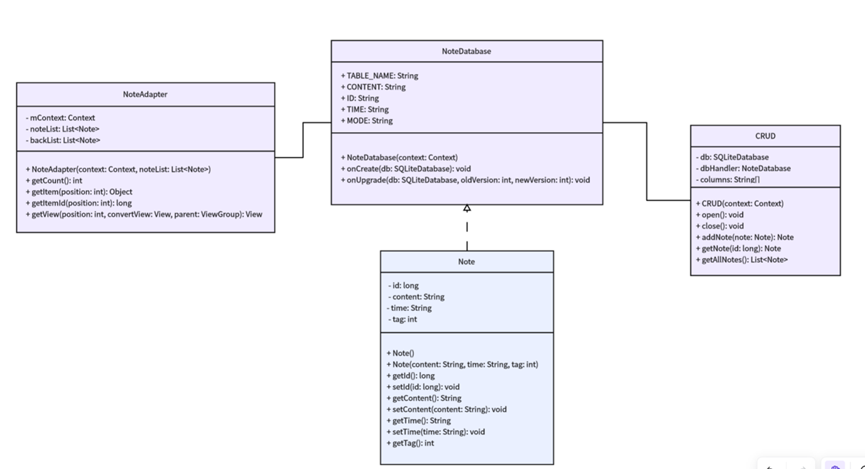 NoteDatabase
+ TABLE_NAME: String
+ CONTENT: String
+ ID: String
+ TIME: String
+ MODE: String
+ NoteDatabase(context: Context)
+ onCreate(db: SQLiteDatabase): void
+ onUpgrade(db: SQLiteDatabase, oldVersion: int, newVersion: int): void
NoteAdapter
- mContext: Context
- noteList: List<Note>
- backList: List<Note>
+ NoteAdapter(context: Context, noteList: List<Note>)
+ getCount(): int
+ getItem(position: int): Object
+ getItemId(position: int): long
+ getView(position: int, convertView: View, parent: ViewGroup): View
CRUD
- db: SQLiteDatabase
- dbHandler: NoteDatabase
- columns: String[]
+ CRUD(context: Context)
+ open(): void
+ close(): void
+ addNote(note: Note): Note
+ getNote(id: long): Note
+ getAllNotes(): List<Note>
Note
- id: long
- content: String
- time: String
- tag: int
+ Note()
+ Note(content: String, time: String, tag: int)
+ getId(): long
+ setId(id: long): void
+ getContent(): String
+ setContent(content: String): void
+ getTime(): String
+ setTime(time: String): void
+ getTag(): int